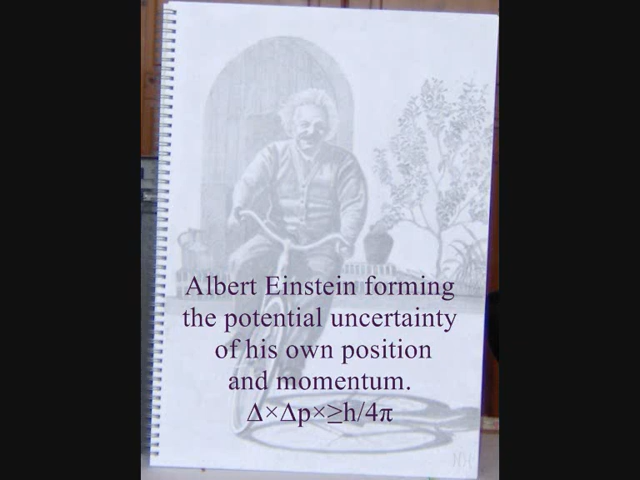 Albert Einstein forming
the potential uncertainty
of his own position
and momentum.
Δ×Δp×≥h/4π